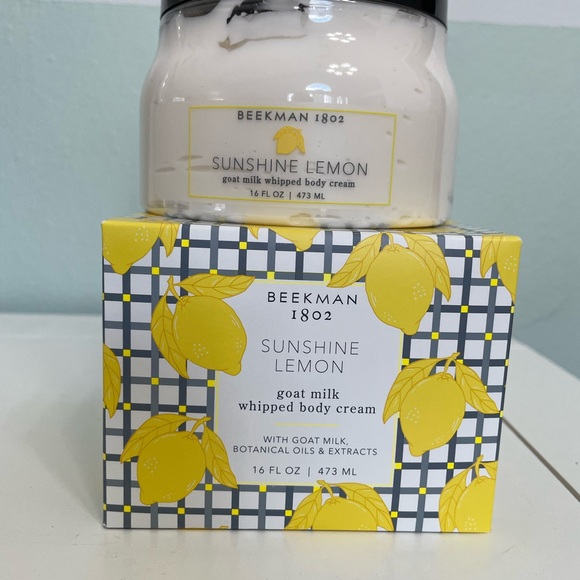 BEEKMAN 1802
SUNSHINE LEMON
goat milk whipped body cream
16 FL OZ | 473 ML
BEEKMAN
1802
SUNSHINE
LEMON
goat milk
whipped body cream
WITH GOAT MILK,
BOTANICAL OILS & EXTRACTS
16 FL OZ | 473 ML